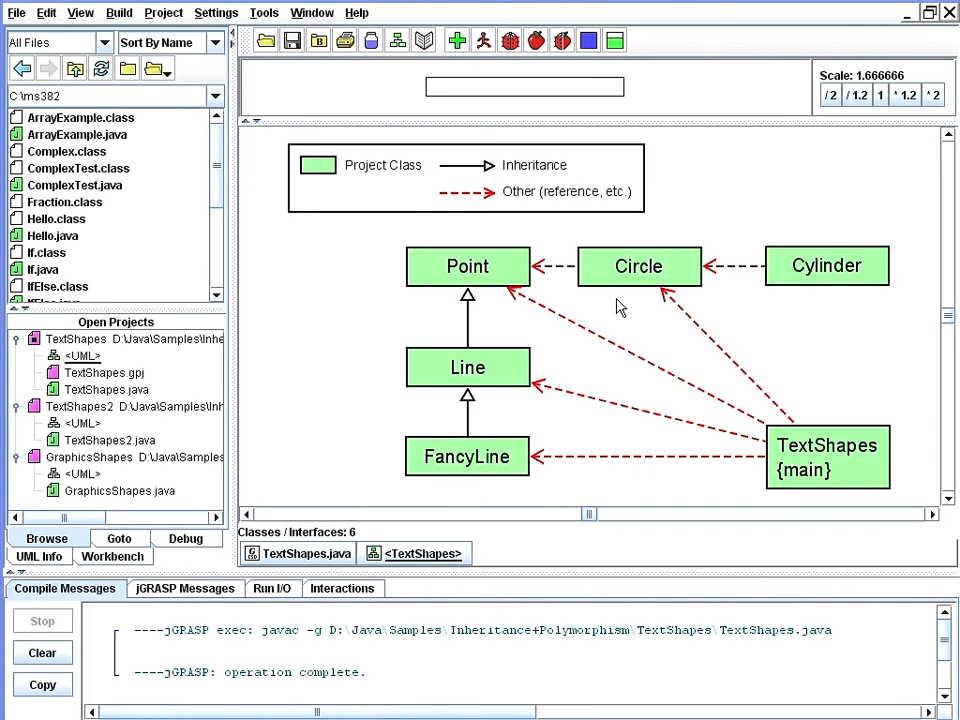 File Edit View Build Project Settings Tools Window Help
All Files Sort By Name
C:\ms382
ArrayExample.class
ArrayExample.java
Complex.class
ComplexTest.class
ComplexTest.java
Fraction.class
Hello.class
Hello.java
If.class
If.java
IfElse.class
IfElse.java
Open Projects
TextShapes D:\Java\Samples\Inhe
<UML>
TextShapes.gpj
TextShapes.java
TextShapes2 D:\Java\Samples\Inh
<UML>
TextShapes2.java
GraphicsShapes D:\Java\Samples
<UML>
GraphicsShapes.java
Browse Goto Debug
UML Info Workbench
B
Scale: 1.666666
/ 2 / 1.2 1 * 1.2 * 2
Project Class Inheritance
Other (reference, etc.)
Point Circle Cylinder
Line
FancyLine
TextShapes
{main}
Classes / Interfaces: 6
TextShapes.java <TextShapes>
Compile Messages jGRASP Messages Run I/O Interactions
Stop
Clear
Copy
----jGRASP exec: javac -g D:\Java\Samples\Inheritance+Polymorphism\TextShapes\TextShapes.java
----jGRASP: operation complete.